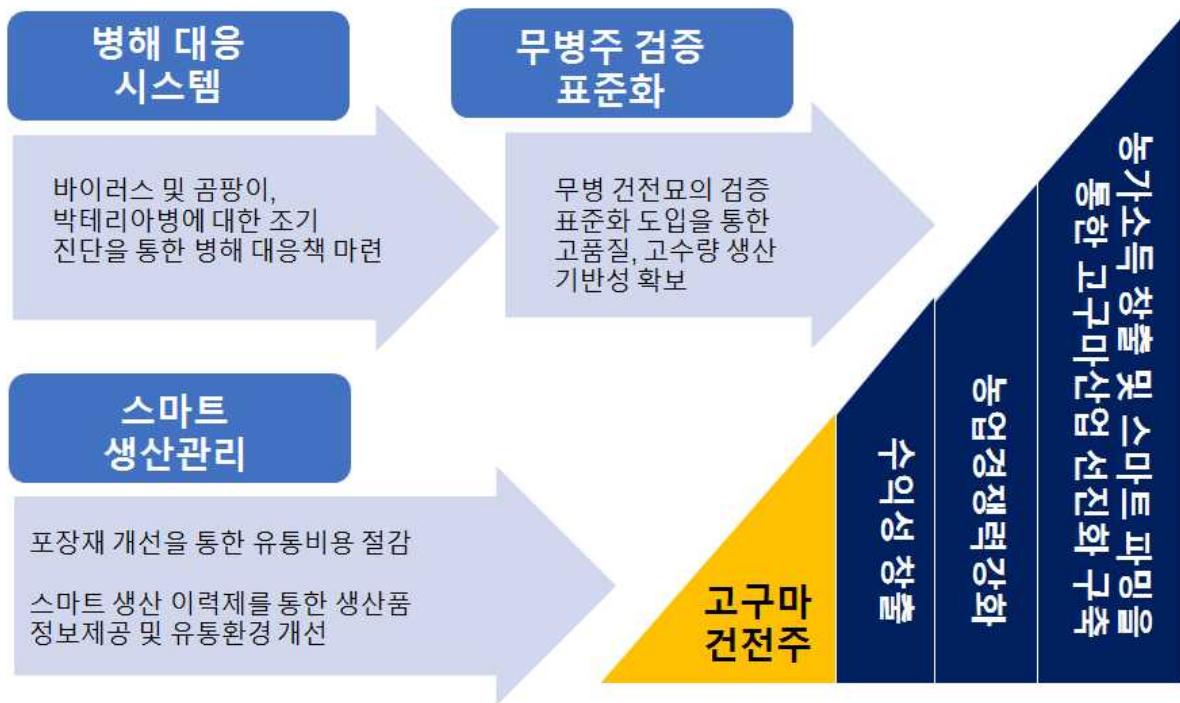 병해 대응
시스템
바이러스 및 곰팡이,
박테리아병에 대한 조기
진단을 통한 병해 대응책 마련
무병주 검증
표준화
무병 건전묘의 검증
표준화 도입을 통한
고품질, 고수량 생산
기반성 확보
스마트
생산관리
포장재 개선을 통한 유통비용 절감
스마트 생산 이력제를 통한 생산품
정보제공 및 유통환경 개선
고구마
건전주
수익성 창출
농업경쟁력강화
농가소득 창출 및 스마트 파밍을
통한 고구마산업 선진화 구축